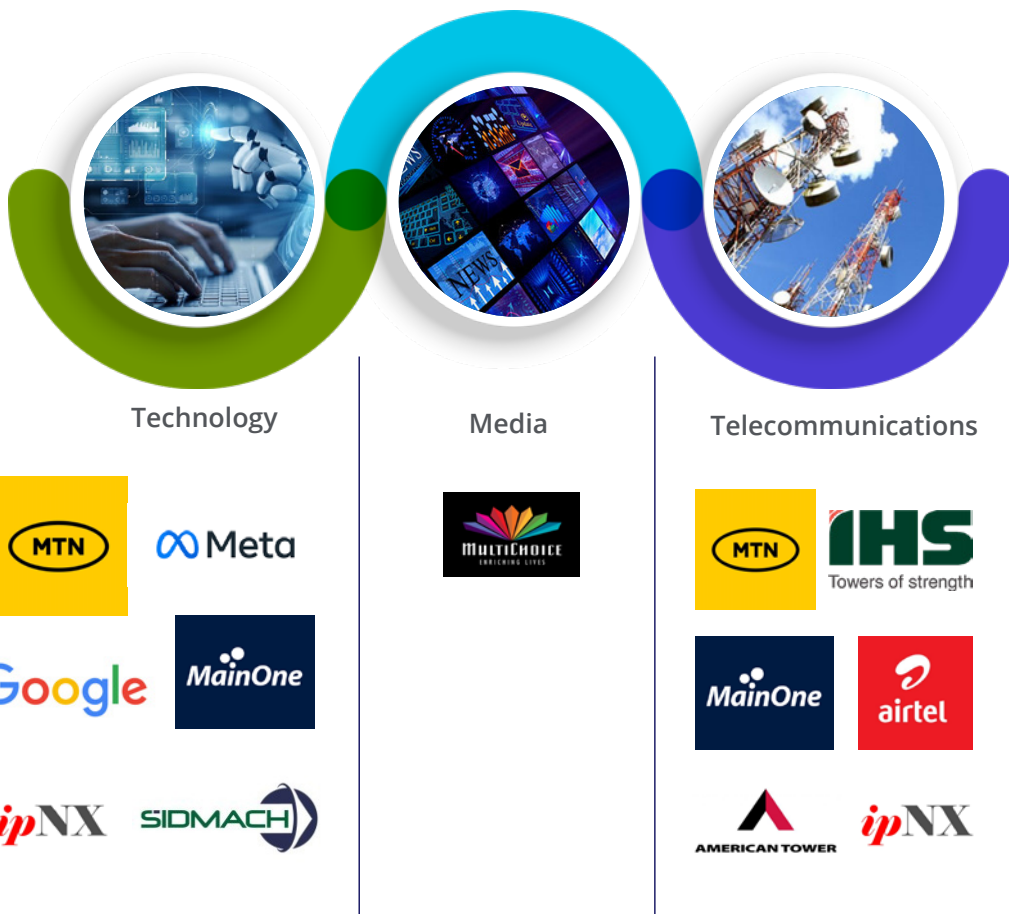 Technology
Media
Telecommunications
MTN
Meta
MULTICHOICE
ENRICHING LIVES
MTN
IHS
Towers of strength
Google
MainOne
MainOne
airtel
ipNX
SIDMACH
AMERICAN TOWER
ipNX
NEWS